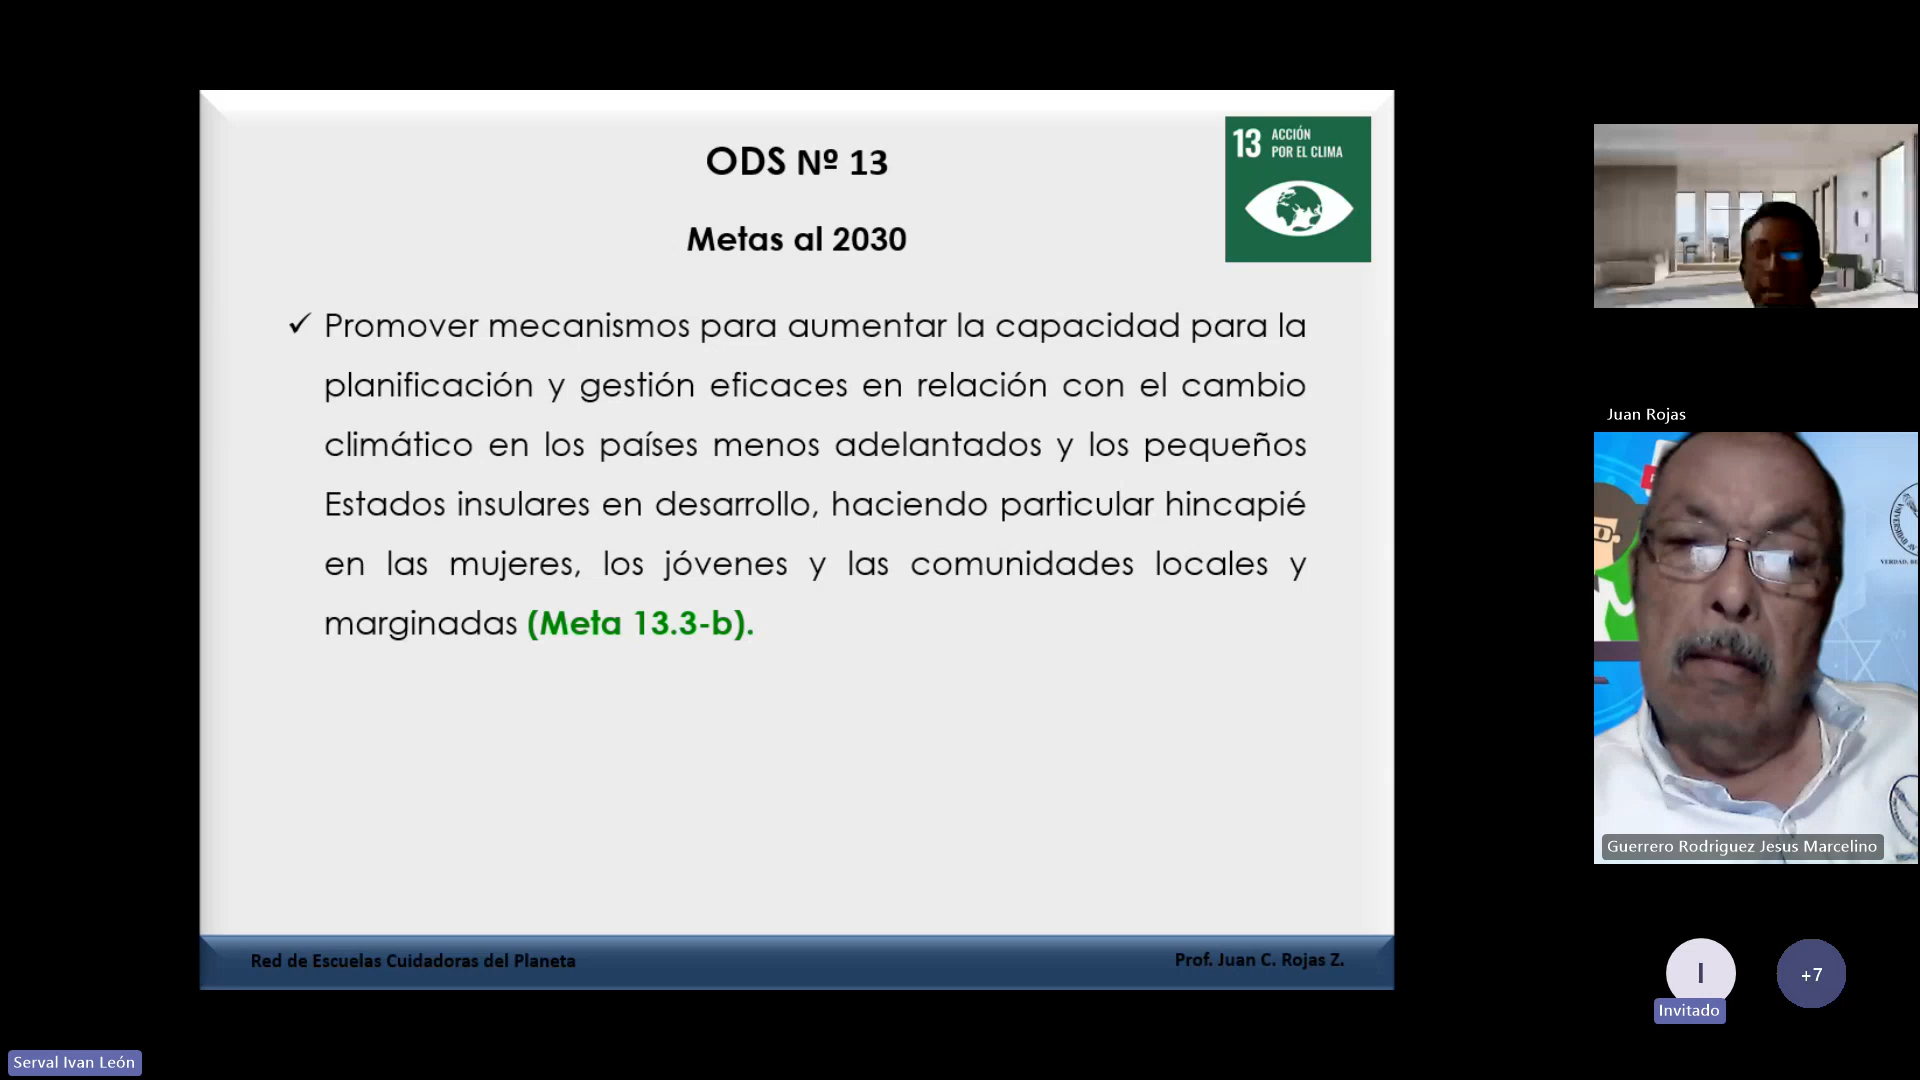 ODS Nº 13
Metas al 2030
13 ACCIÓN
POR EL CLIMA
✓ Promover mecanismos para aumentar la capacidad para la
planificación y gestión eficaces en relación con el cambio
climático en los países menos adelantados y los pequeños
Estados insulares en desarrollo, haciendo particular hincapié
en las mujeres, los jóvenes y las comunidades locales y
marginadas (Meta 13.3-b).
Red de Escuelas Cuidadoras del Planeta
Prof. Juan C. Rojas Z.
Juan Rojas
Guerrero Rodriguez Jesus Marcelino
I
Invitado
+7
Serval Ivan León